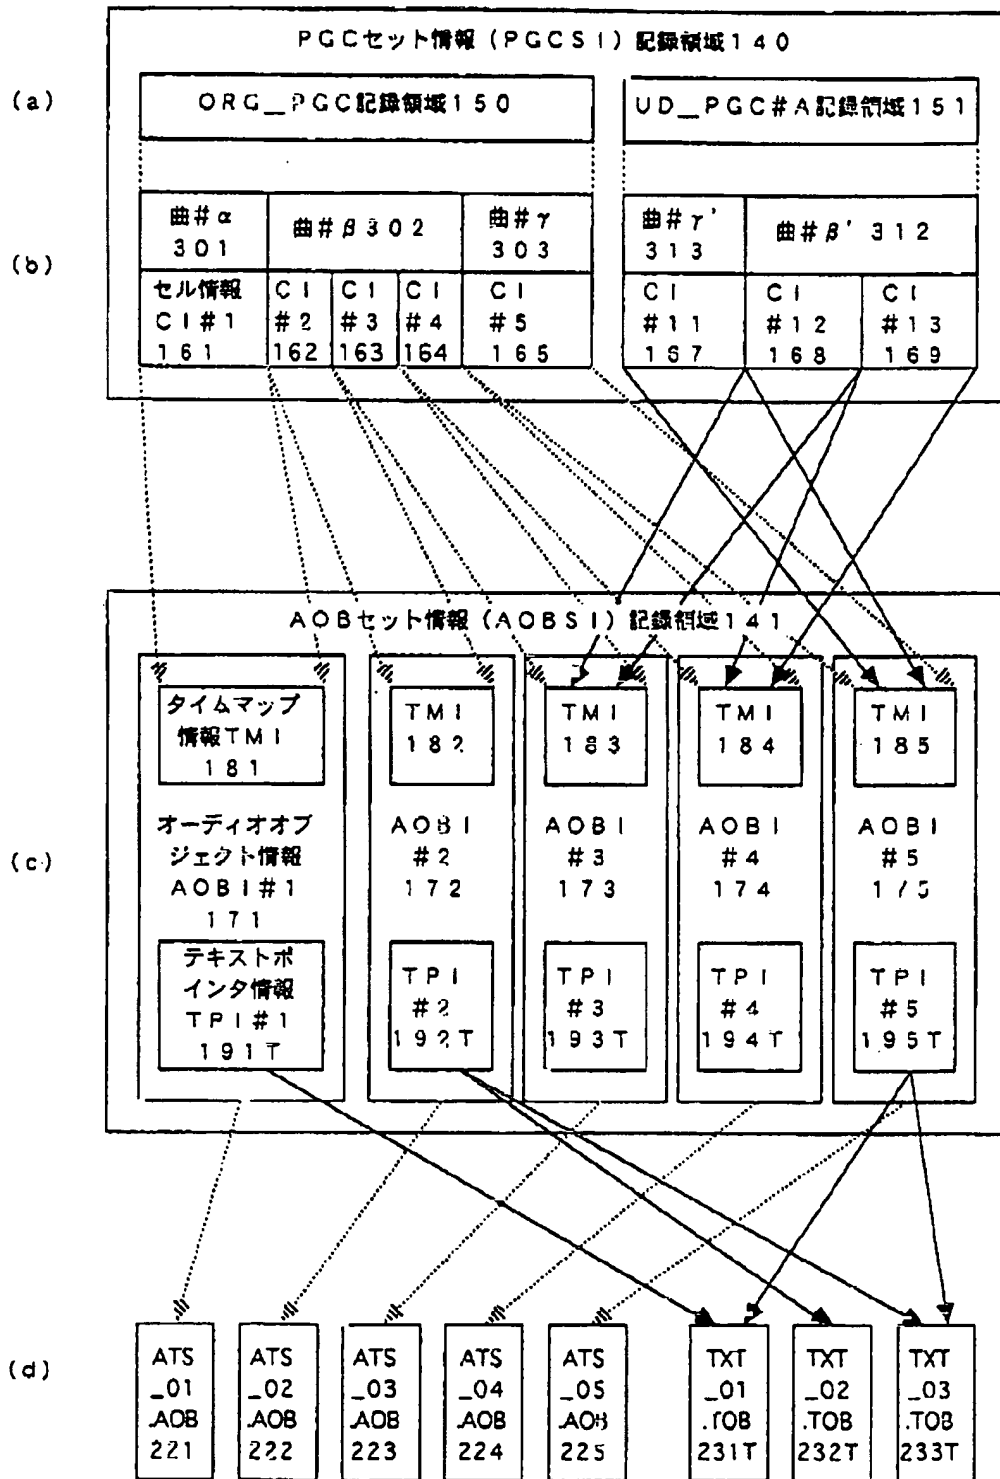 PGCセット情報（PGCSI）記録領域140
(a)
ORG__PGC記録領域150
UD__PGC#A記録領域151
(b)
曲#α
301
曲#β302
曲#γ
303
曲#γ'
313
曲#β' 312
セル情報
CI#1
161
CI
#2
162
CI
#3
163
CI
#4
164
CI
#5
165
CI
#11
167
CI
#12
168
CI
#13
169
AOBセット情報（AOBSI）記録領域141
(c)
タイムマップ
情報TMI
181
TMI
182
TMI
183
TMI
184
TMI
185
オーディオオブ
ジェクト情報
AOBI#1
171
AOBI
#2
172
AOBI
#3
173
AOBI
#4
174
AOBI
#5
175
テキストポ
インタ情報
TPI#1
191T
TPI
#2
192T
TPI
#3
193T
TPI
#4
194T
TPI
#5
195T
(d)
ATS
_01
.AOB
221
ATS
_02
.AOB
222
ATS
_03
.AOB
223
ATS
_04
.AOB
224
ATS
_05
.AOB
225
TXT
_01
.TOB
231T
TXT
_02
.TOB
232T
TXT
_03
.TOB
233T